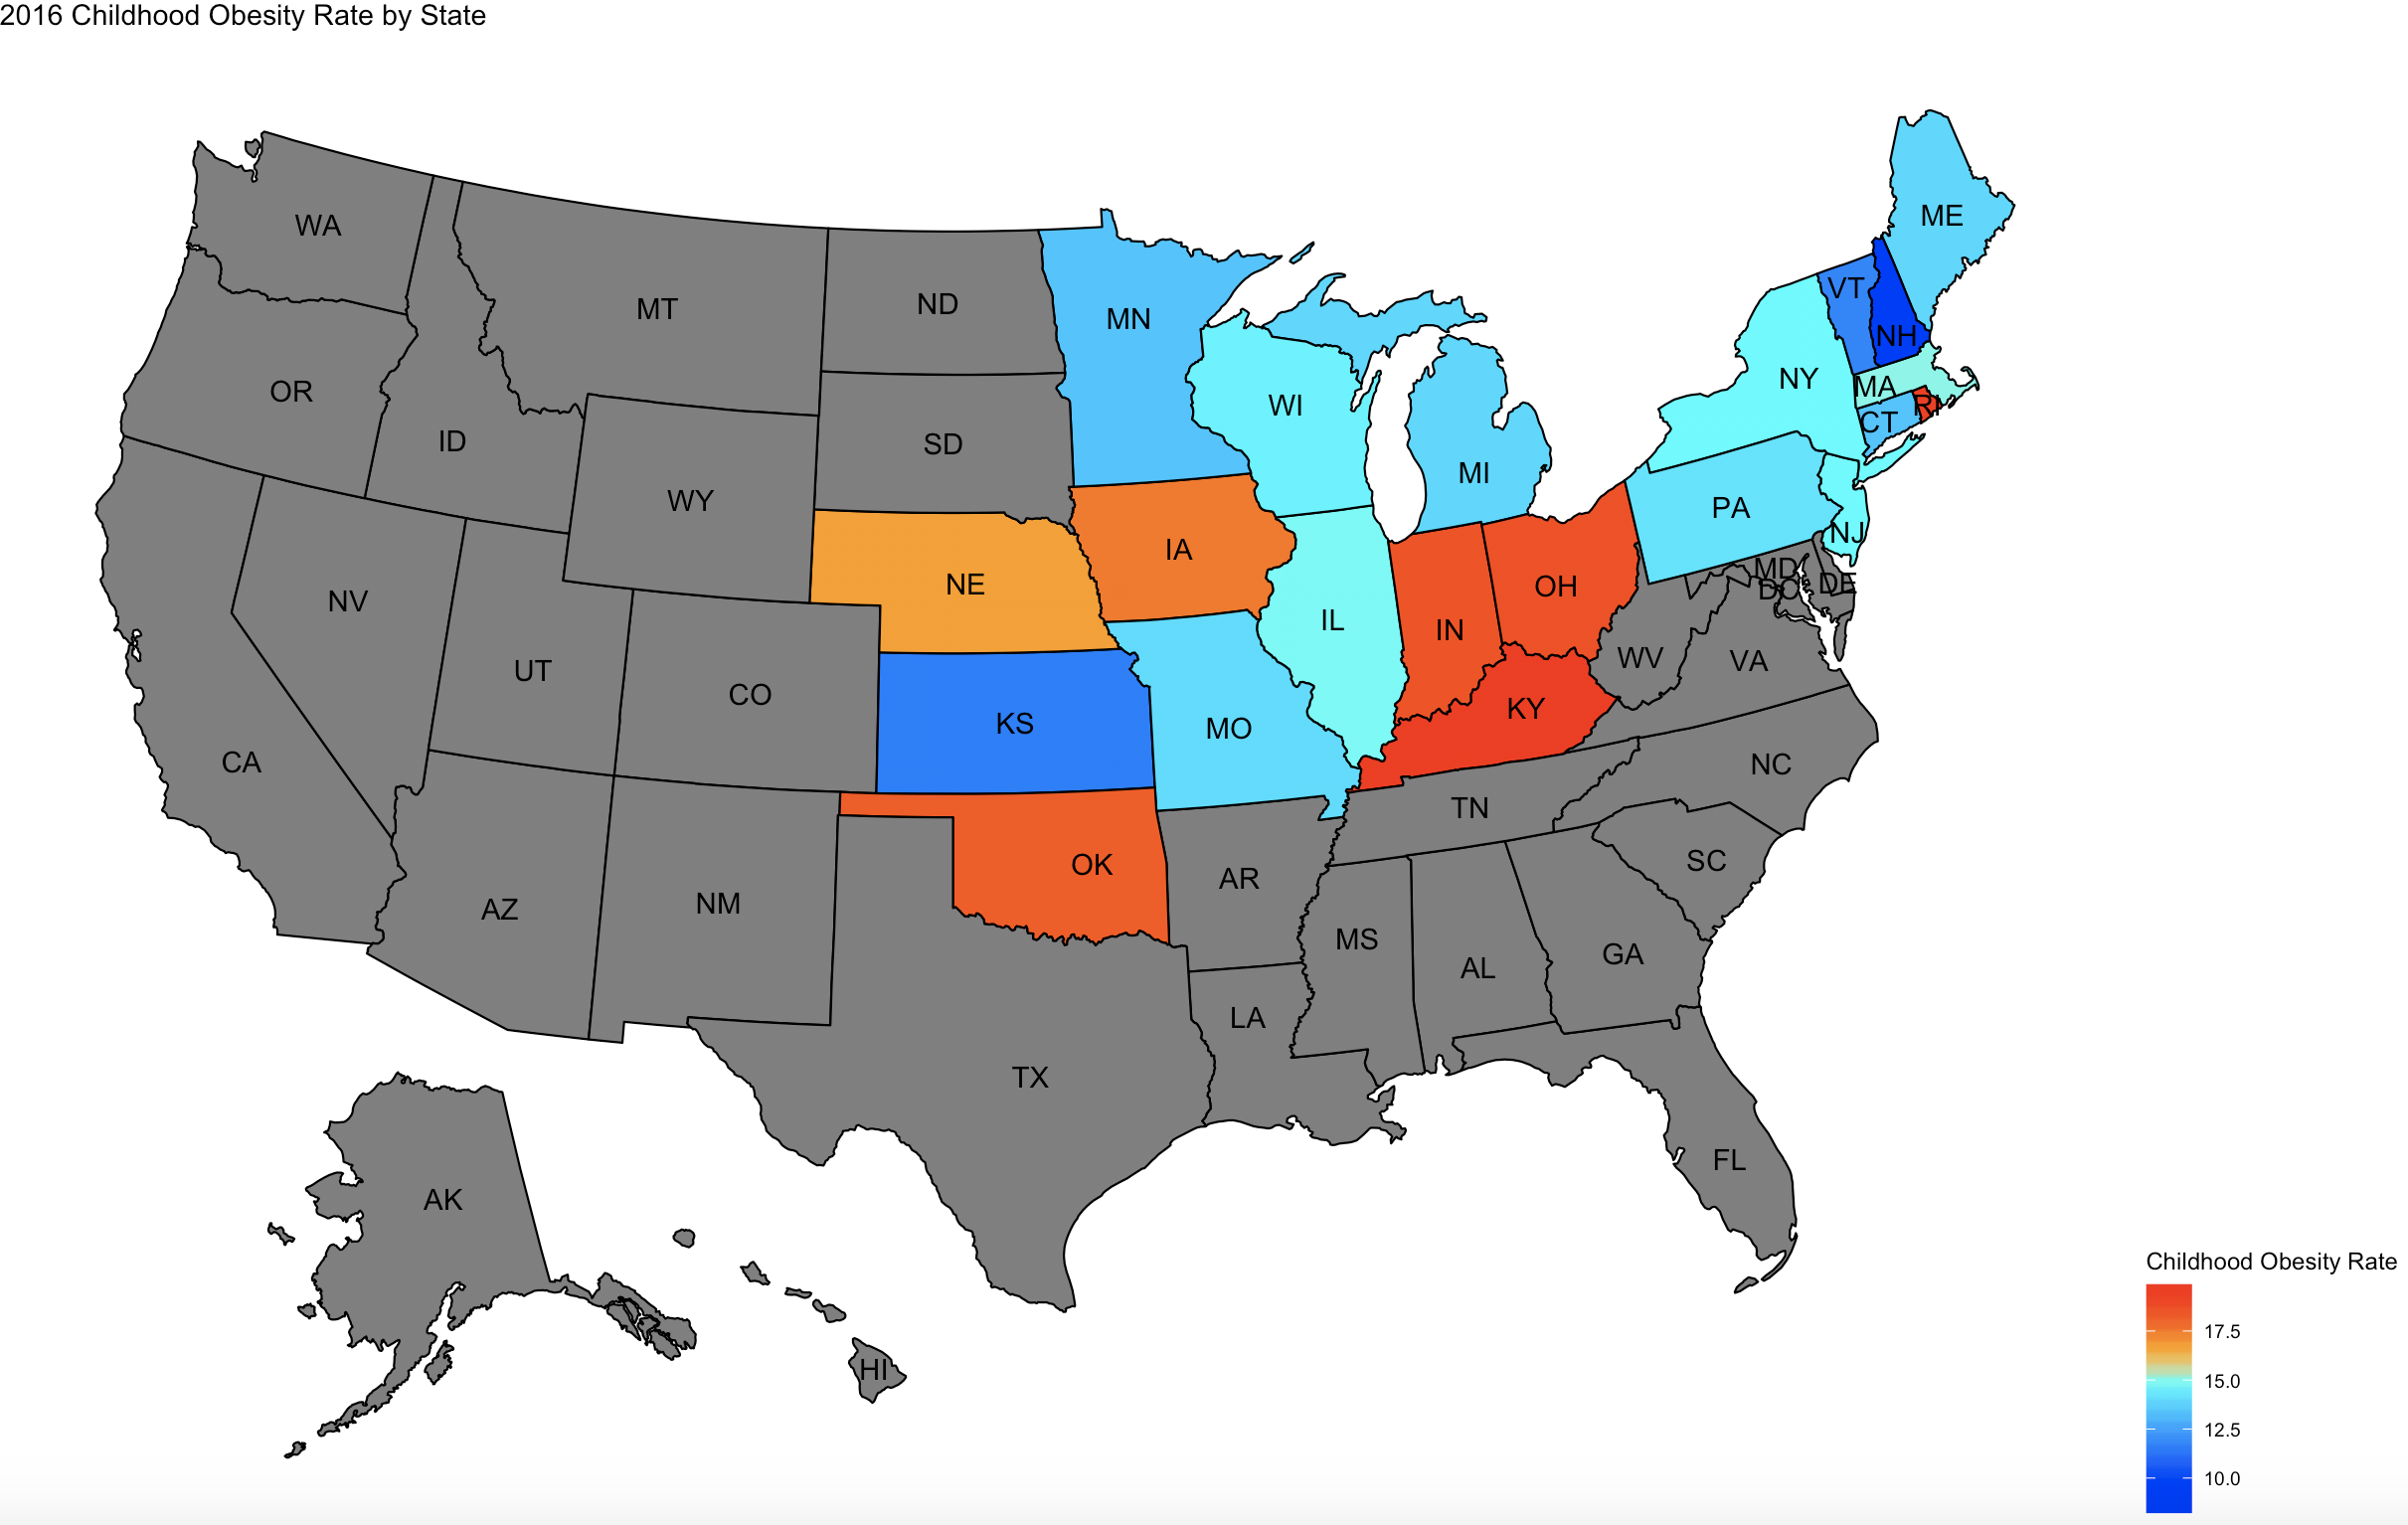 2016 Childhood Obesity Rate by State
ME
WA
VT
MT
ND
MN
NH
NY
MA
OR
WI
RI
CT
ID
SD
MI
WY
PA
NJ
IA
MD
NE
OH
DE
DC
NV
IL
IN
WV
VA
UT
CO
KY
KS
MO
CA
NC
TN
OK
SC
AR
NM
AZ
MS
GA
AL
LA
TX
FL
AK
Childhood Obesity Rate
17.5
HI
15.0
12.5
10.0